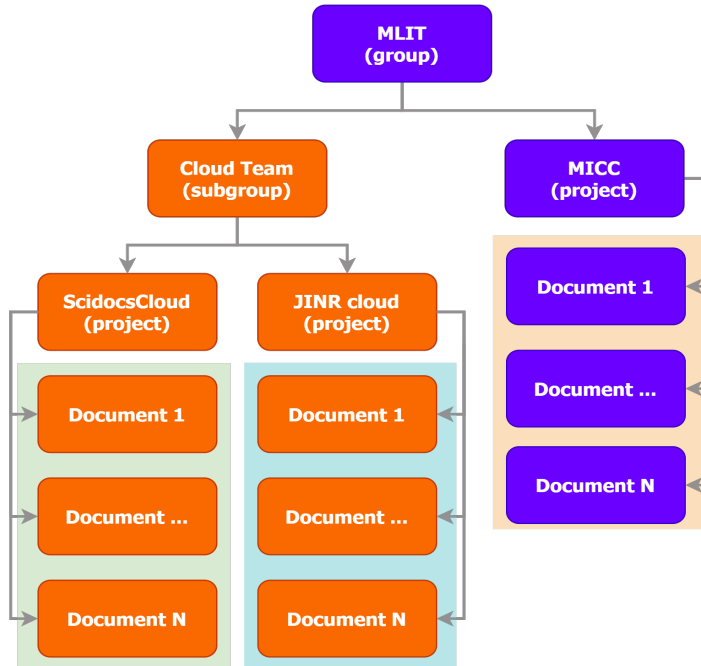 MLIT
(group)
Cloud Team
(subgroup)
MICC
(project)
ScidocsCloud
(project)
JINR cloud
(project)
Document 1
Document ...
Document N
Document 1
Document ...
Document N
Document 1
Document ...
Document N